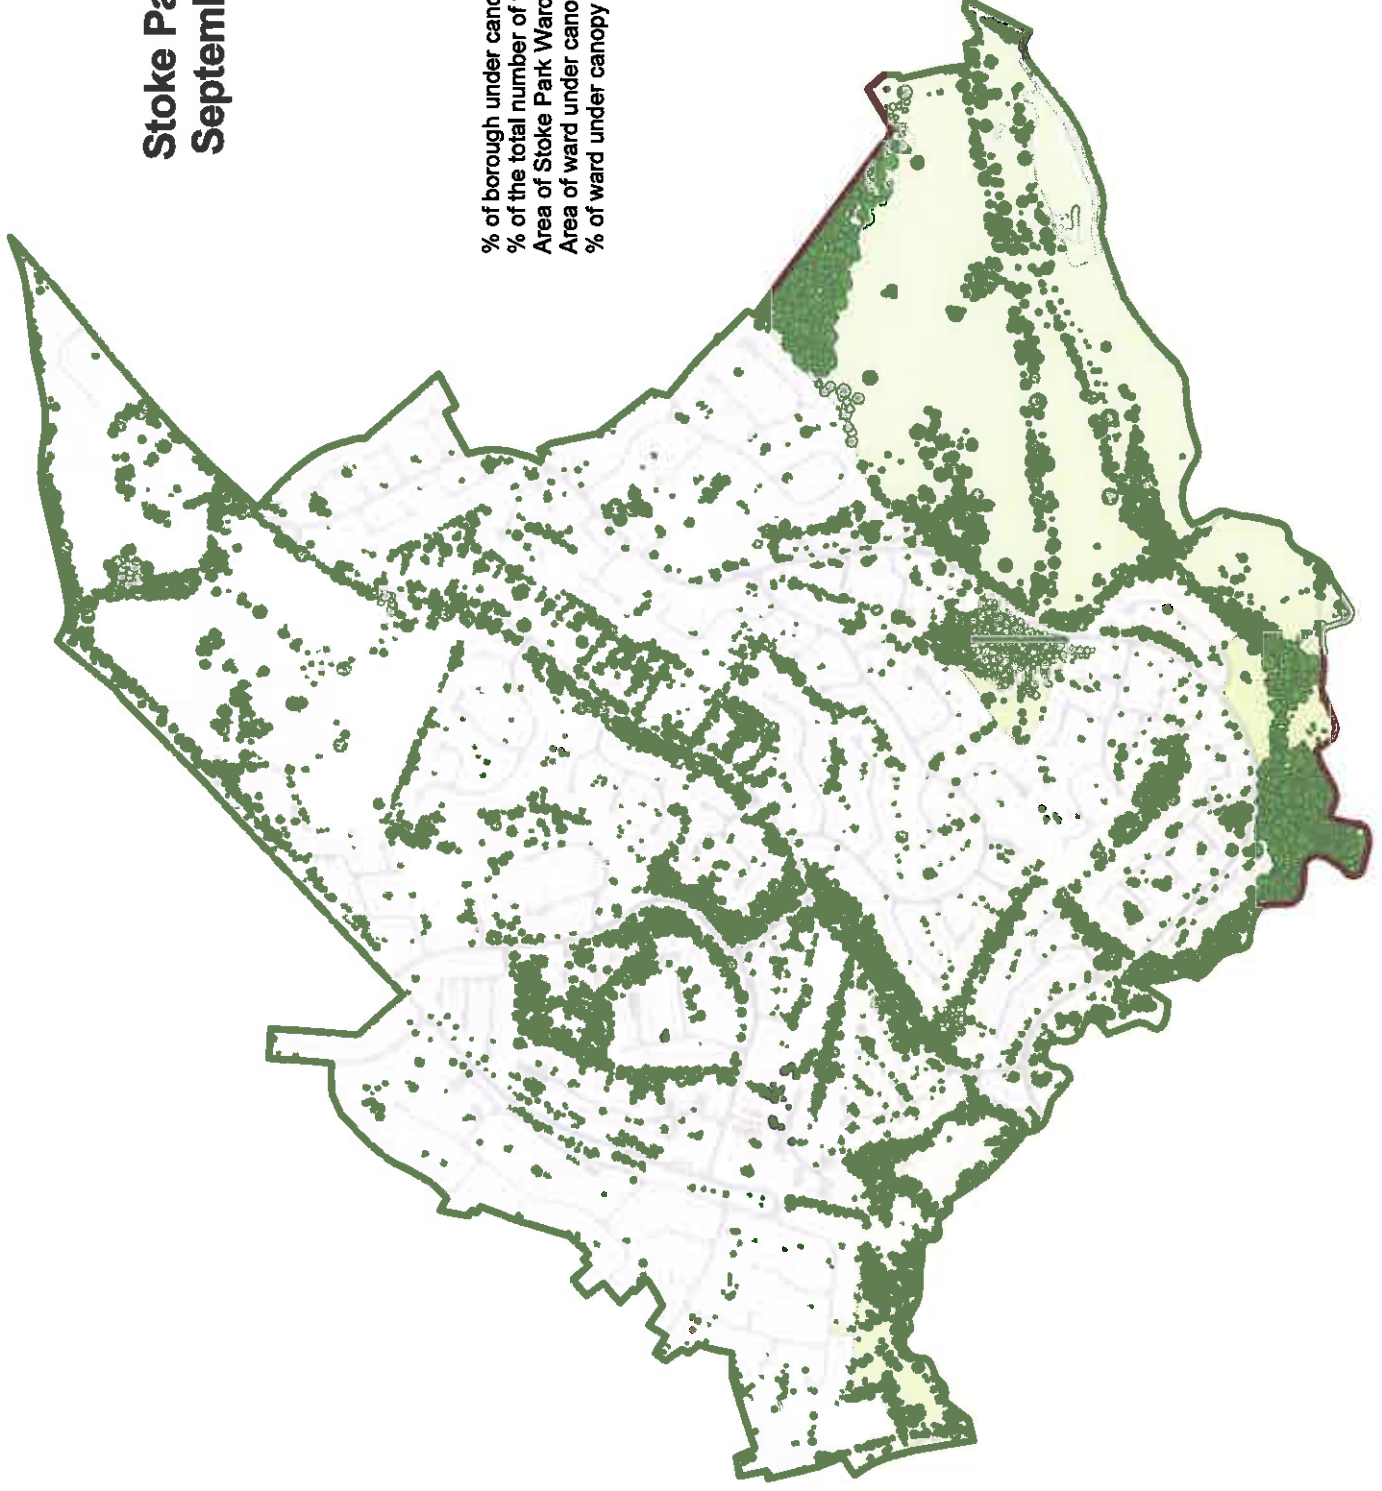 Stoke Pa
Septemb
% of borough under cano
% of the total number of
Area of Stoke Park Ward
Area of ward under cano
% of ward under canopy